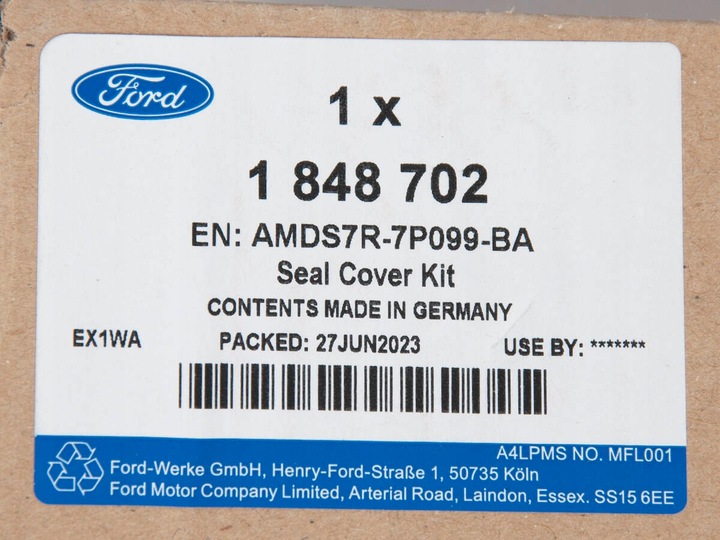 Ford
1 x
1 848 702
EN: AMDS7R-7P099-BA
Seal Cover Kit
CONTENTS MADE IN GERMANY
EX1WA PACKED: 27JUN2023 USE BY: *******
A4LPMS NO. MFL001
Ford-Werke GmbH, Henry-Ford-Straße 1, 50735 Köln
Ford Motor Company Limited, Arterial Road, Laindon, Essex. SS15 6EE